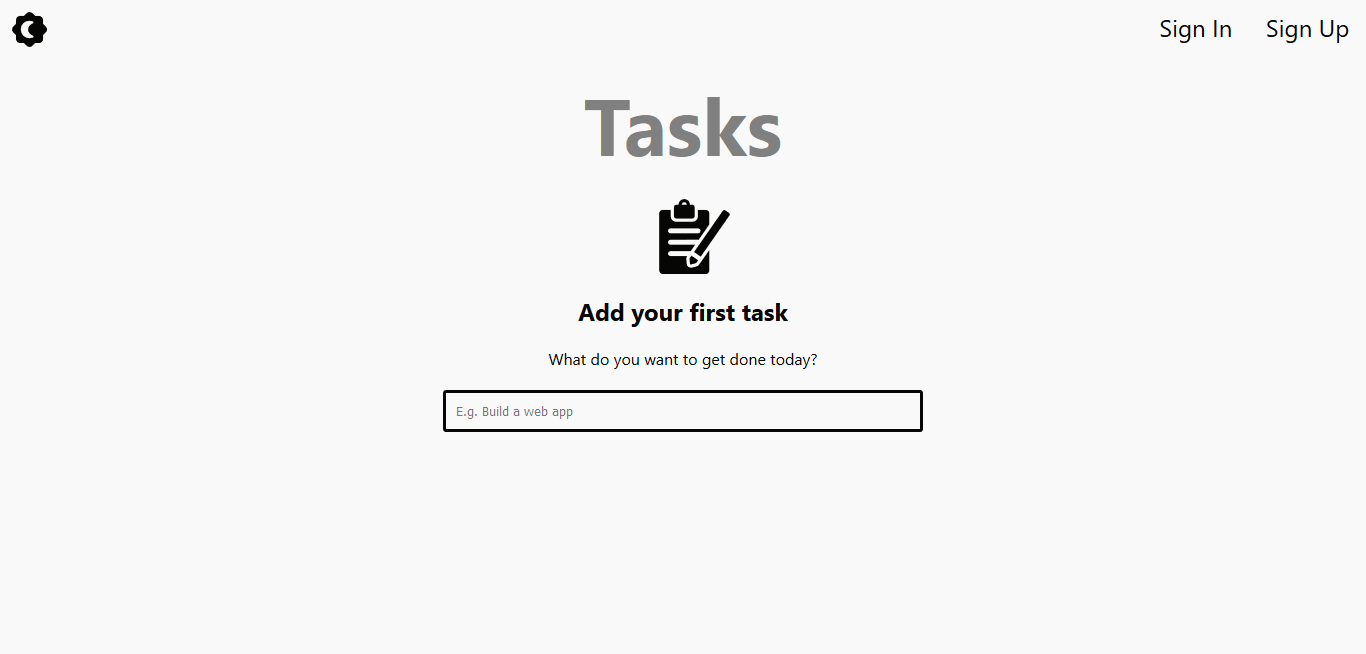 Sign In Sign Up
Tasks
Add your first task
What do you want to get done today?
E.g. Build a web app